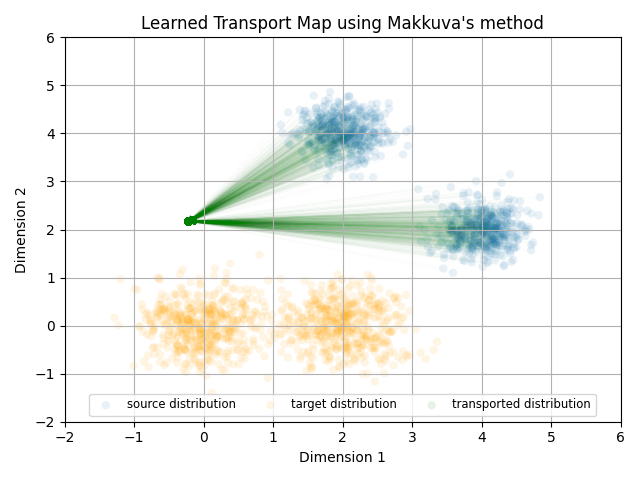 Learned Transport Map using Makkuva's method
6
5
4
3
2
1
0
−1
−2
Dimension 2
source distribution target distribution transported distribution
−2 −1 0 1 2 3 4 5 6
Dimension 1